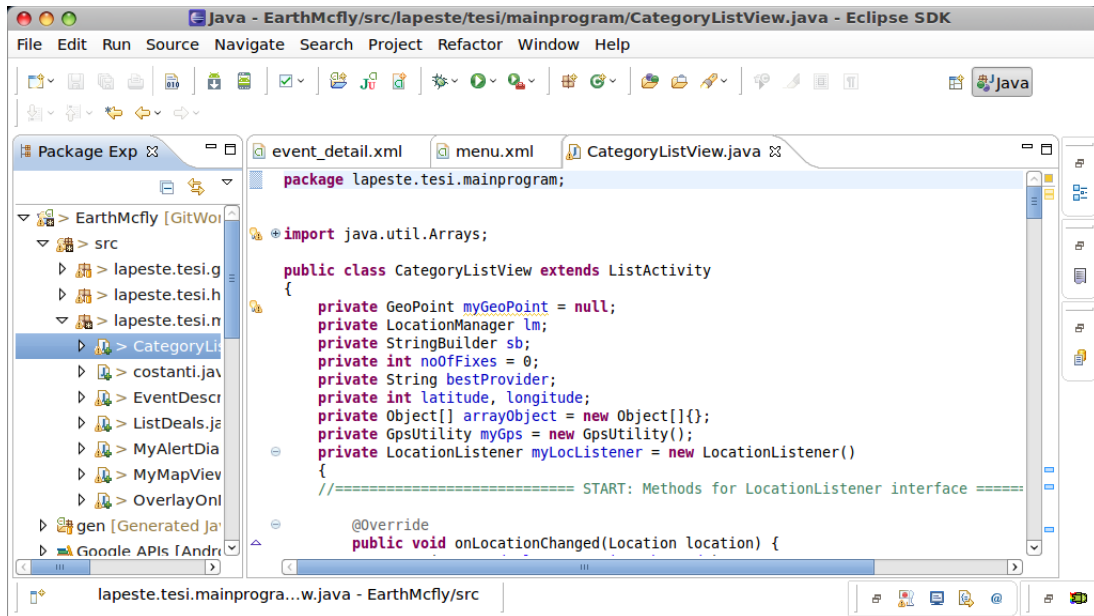 Java - EarthMcfly/src/lapeste/tesi/mainprogram/CategoryListView.java - Eclipse SDK
File Edit Run Source Navigate Search Project Refactor Window Help
Java
Package Exp
event_detail.xml
menu.xml
CategoryListView.java
> EarthMcfly [GitWor
> src
> lapeste.tesi.g
> lapeste.tesi.h
> lapeste.tesi.m
> CategoryLis
> costanti.jav
> EventDescr
> ListDeals.ja
> MyAlertDia
> MyMapView
> OverlayOnI
gen [Generated Jav
Google APIs [Andro
package lapeste.tesi.mainprogram;
import java.util.Arrays;
public class CategoryListView extends ListActivity
{
private GeoPoint myGeoPoint = null;
private LocationManager lm;
private StringBuilder sb;
private int noOfFixes = 0;
private String bestProvider;
private int latitude, longitude;
private Object[] arrayObject = new Object[]{};
private GpsUtility myGps = new GpsUtility();
private LocationListener myLocListener = new LocationListener()
{
//============================ START: Methods for LocationListener interface ======
@Override
public void onLocationChanged(Location location) {
lapeste.tesi.mainprogra...w.java - EarthMcfly/src